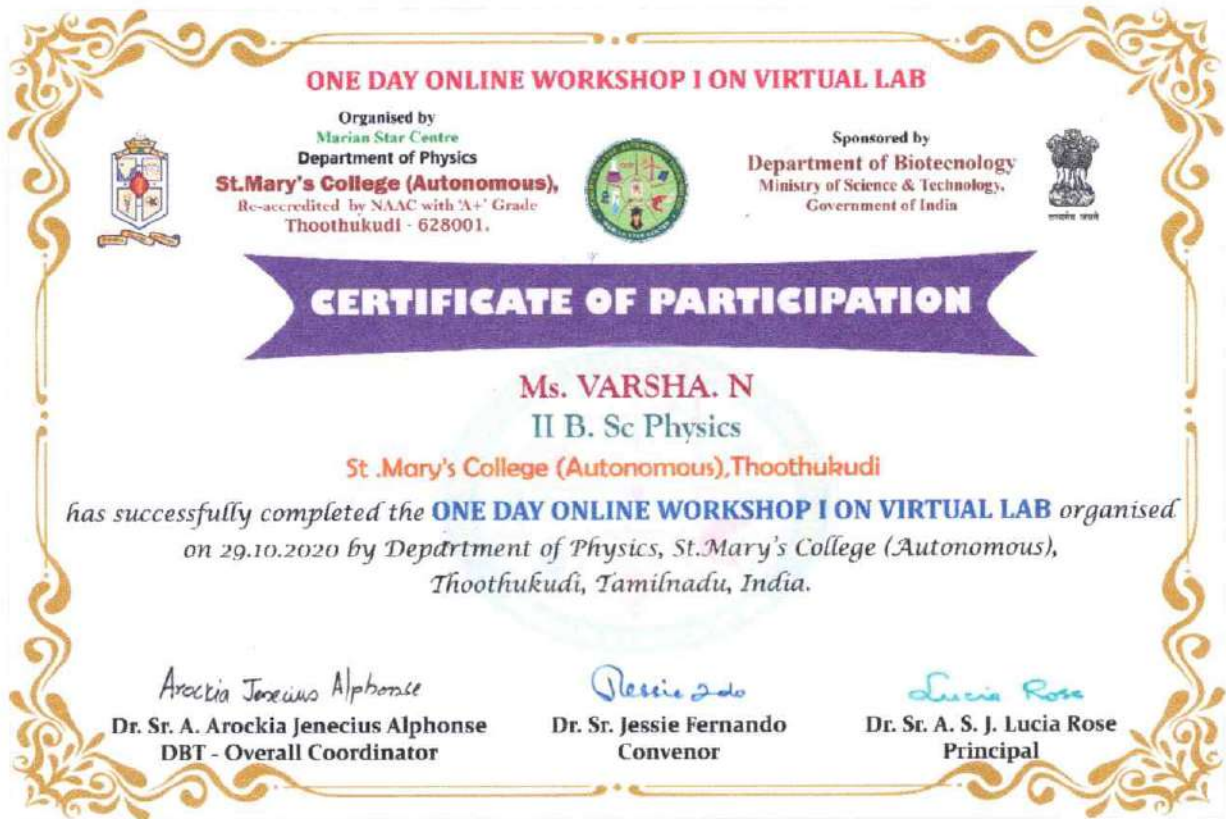 ONE DAY ONLINE WORKSHOP I ON VIRTUAL LAB
Organised by
Marian Star Centre
Department of Physics
St.Mary's College (Autonomous),
Re-accredited by NAAC with 'A+' Grade
Thoothukudi - 628001.
Sponsored by
Department of Biotecnology
Ministry of Science & Technology,
Government of India
सत्यमेव जयते
CERTIFICATE OF PARTICIPATION
Ms. VARSHA. N
II B. Sc Physics
St .Mary's College (Autonomous),Thoothukudi
has successfully completed the ONE DAY ONLINE WORKSHOP I ON VIRTUAL LAB organised
on 29.10.2020 by Department of Physics, St.Mary's College (Autonomous),
Thoothukudi, Tamilnadu, India.
Arockia Jenecius Alphonse
Lucia Rose
Dr. Sr. A. Arockia Jenecius Alphonse
DBT - Overall Coordinator
Dr. Sr. Jessie Fernando
Convenor
Dr. Sr. A. S. J. Lucia Rose
Principal